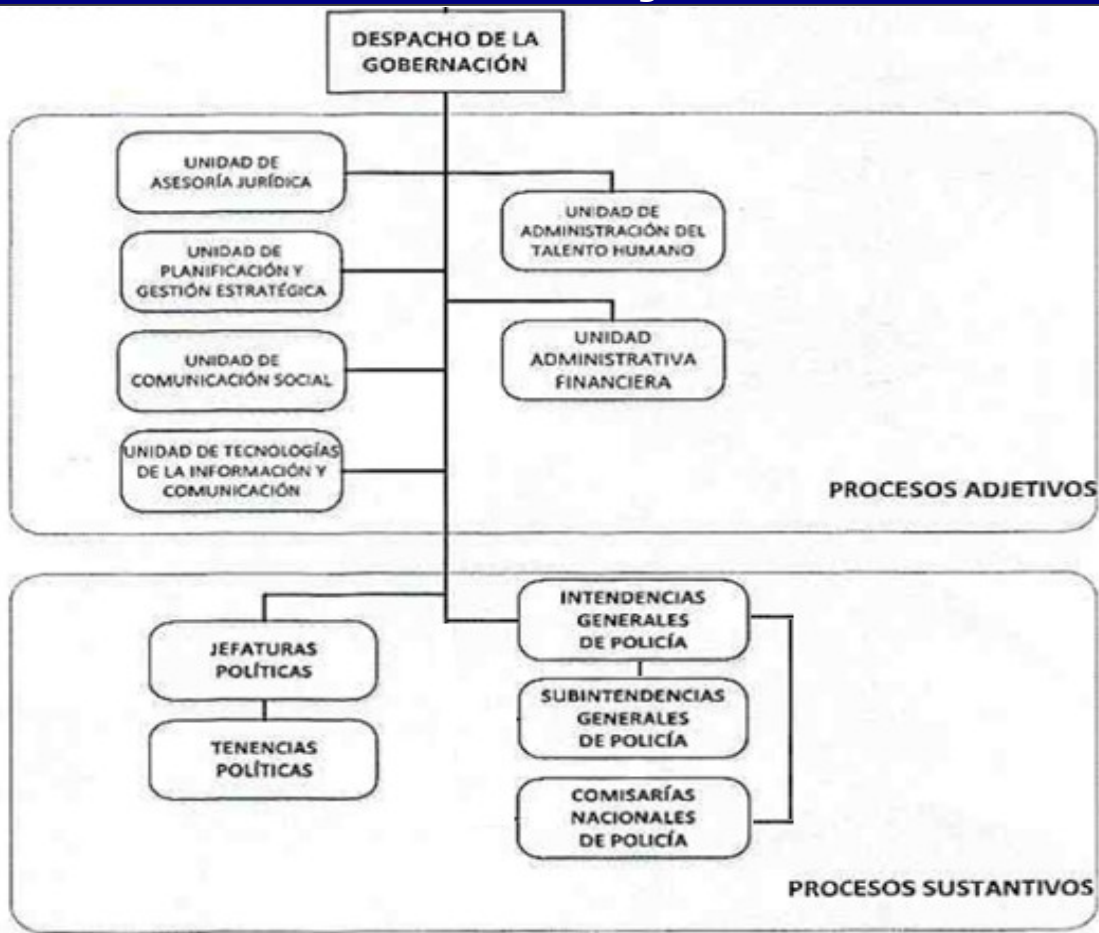 DESPACHO DE LA
GOBERNACIÓN
UNIDAD DE
ASESORÍA JURÍDICA
UNIDAD DE
ADMINISTRACIÓN DEL
TALENTO HUMANO
UNIDAD DE
PLANIFICACIÓN Y
GESTIÓN ESTRATÉGICA
UNIDAD
ADMINISTRATIVA
FINANCIERA
UNIDAD DE
COMUNICACIÓN SOCIAL
UNIDAD DE TECNOLOGÍAS
DE LA INFORMACIÓN Y
COMUNICACIÓN
PROCESOS ADJETIVOS
JEFATURAS
POLÍTICAS
TENENCIAS
POLÍTICAS
INTENDENCIAS
GENERALES
DE POLICÍA
SUBINTENDENCIAS
GENERALES
DE POLICÍA
COMISARÍAS
NACIONALES
DE POLICÍA
PROCESOS SUSTANTIVOS